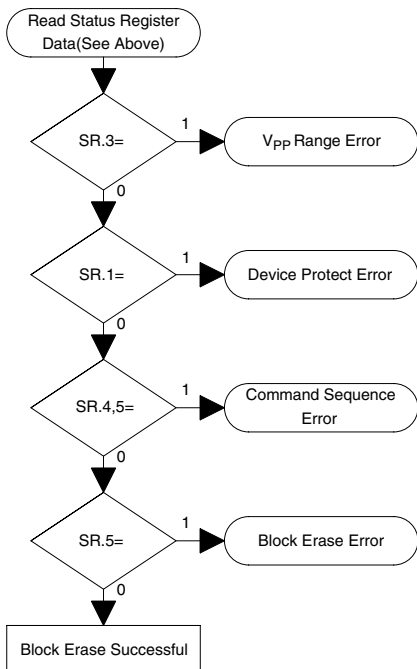 Read Status Register
Data(See Above)
SR.3=
1
VPP Range Error
0
SR.1=
1
Device Protect Error
0
SR.4,5=
1
Command Sequence
Error
0
SR.5=
1
Block Erase Error
0
Block Erase Successful